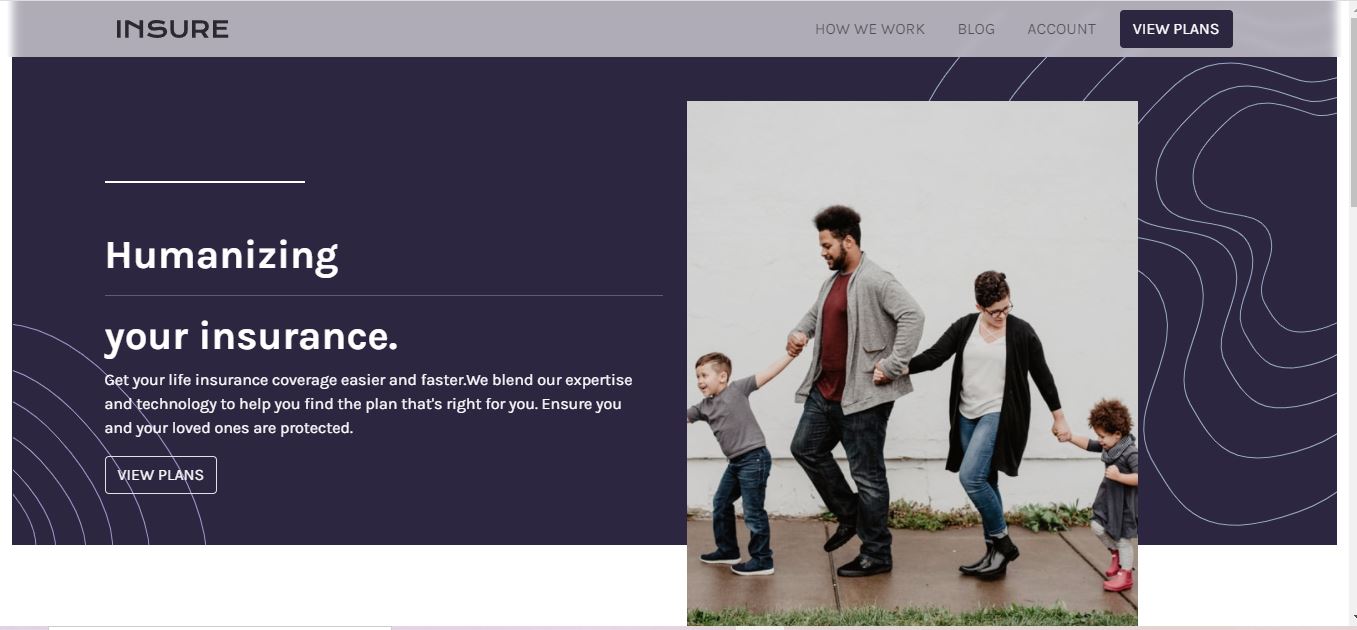 INSURE
HOW WE WORK
BLOG
ACCOUNT
VIEW PLANS
Humanizing
your insurance.
Get your life insurance coverage easier and faster.We blend our expertise
and technology to help you find the plan that's right for you. Ensure you
and your loved ones are protected.
VIEW PLANS